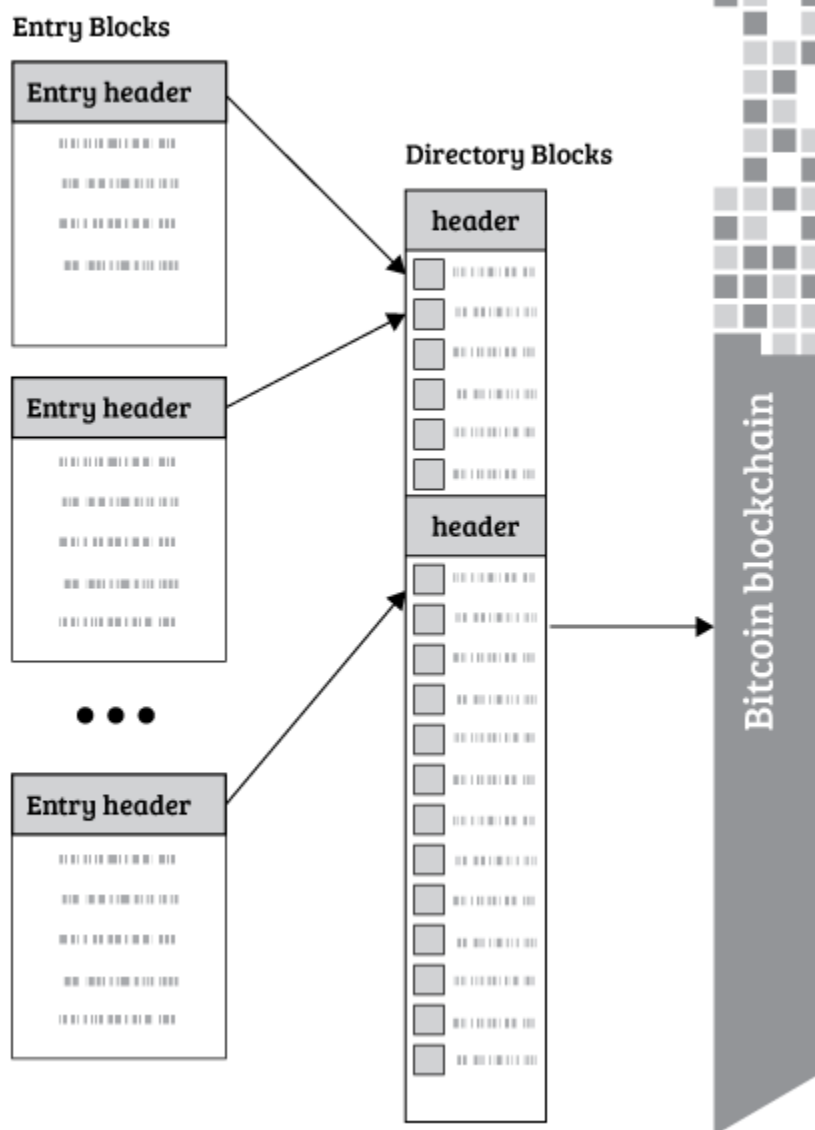 Entry Blocks
Entry header
Entry header
Entry header
Directory Blocks
header
header
Bitcoin blockchain